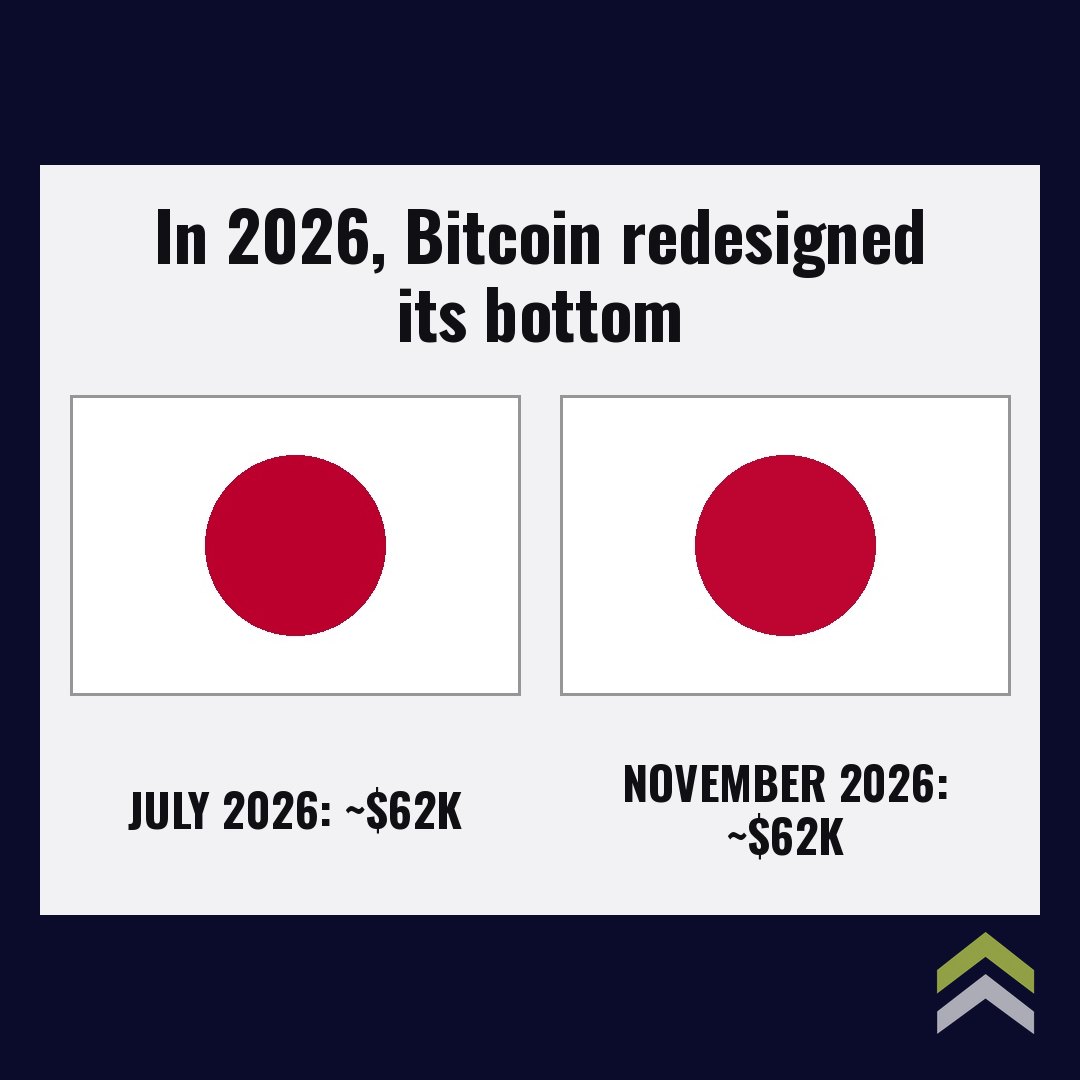 In 2026, Bitcoin redesigned
its bottom
JULY 2026: ~$62K
NOVEMBER 2026:
~$62K